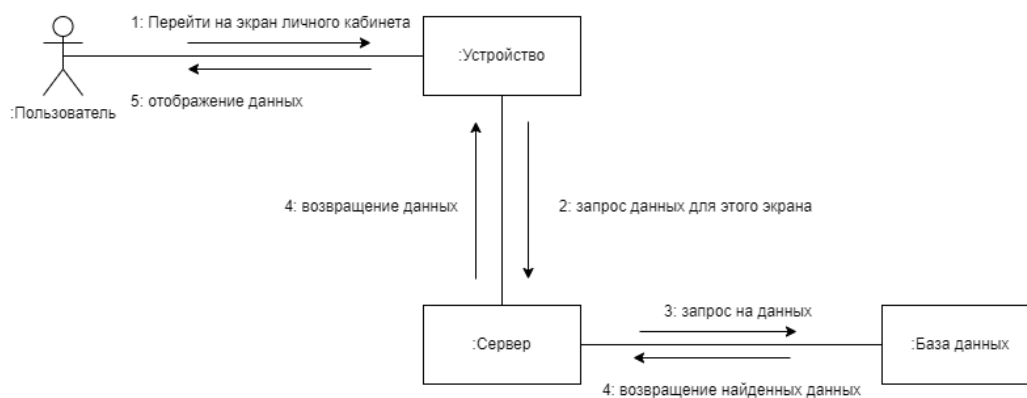 1: Перейти на экран личного кабинета
:Устройство
5: отображение данных
:Пользователь
4: возвращение данных
2: запрос данных для этого экрана
3: запрос на данных
:Сервер
:База данных
4: возвращение найденных данных